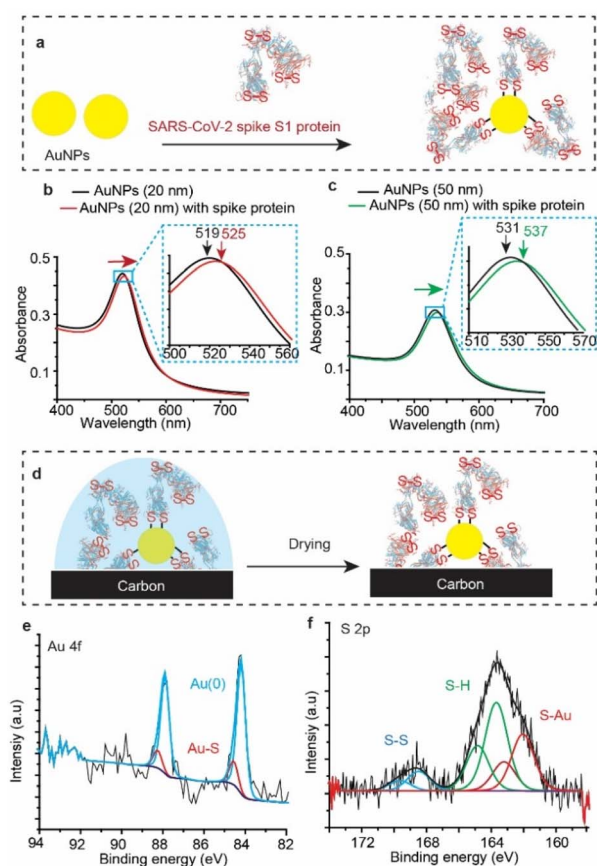 a
AuNPs
SARS-CoV-2 spike S1 protein
S-S
S-S
S-S
S-S
S-S
S-S
S-S
S S
b
AuNPs (20 nm)
AuNPs (20 nm) with spike protein
519
525
500 520 540 560
0.5
0.3
0.1
Absorbance
400 500 600 700
Wavelength (nm)
c
AuNPs (50 nm)
AuNPs (50 nm) with spike protein
531
537
510 530 550 570
0.5
0.3
0.1
Absorbance
400 500 600 700
Wavelength (nm)
d
S-S
S-S
S-S
S-S
S S
Carbon
Drying
S-S
S-S
S-S
S-S
S S
Carbon
e
Au 4f
Au(0)
Au-S
Intensiy (a.u)
94 92 90 88 86 84 82
Binding energy (eV)
f
S 2p
S-H
S-Au
S-S
Intensiy (a.u)
172 168 164 160
Binding energy (eV)